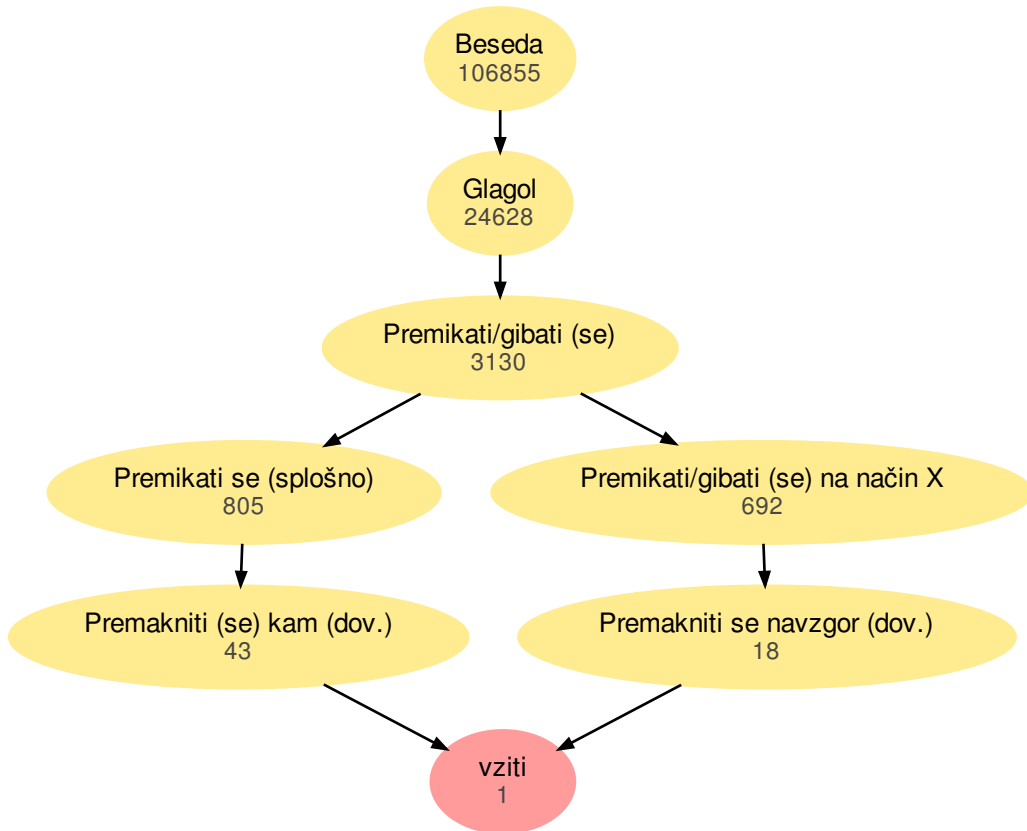 Beseda
106855
Glagol
24628
Premikati/gibati (se)
3130
Premikati se (splošno)
805
Premikati/gibati (se) na način X
692
Premakniti (se) kam (dov.)
43
Premakniti se navzgor (dov.)
18
vziti
1